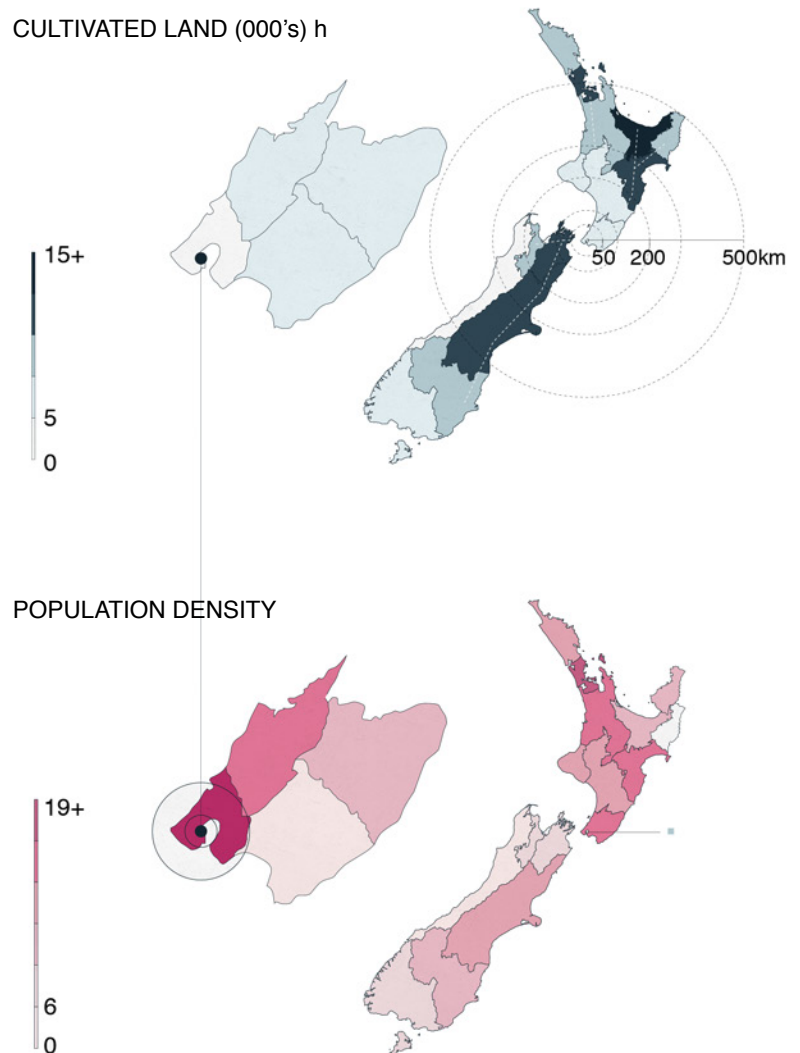 CULTIVATED LAND (000’s) h
15+
5
0
50 200 500km
POPULATION DENSITY
19+
6
0